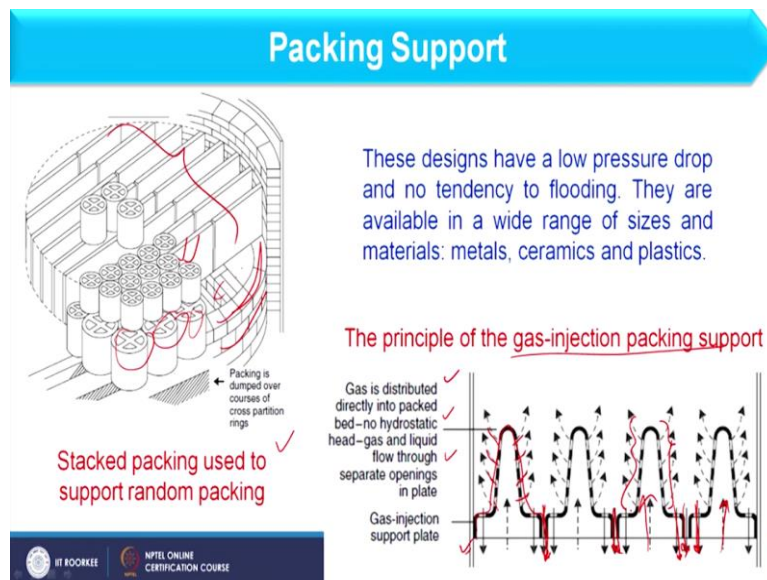 Packing Support
These designs have a low pressure drop
and no tendency to flooding. They are
available in a wide range of sizes and
materials: metals, ceramics and plastics.
Packing is
dumped over
courses of
cross partition
rings
Stacked packing used to
support random packing
The principle of the gas-injection packing support
Gas is distributed
directly into packed
bed–no hydrostatic
head–gas and liquid
flow through
separate openings
in plate
Gas-injection
support plate
IIT ROORKEE
NPTEL ONLINE
CERTIFICATION COURSE